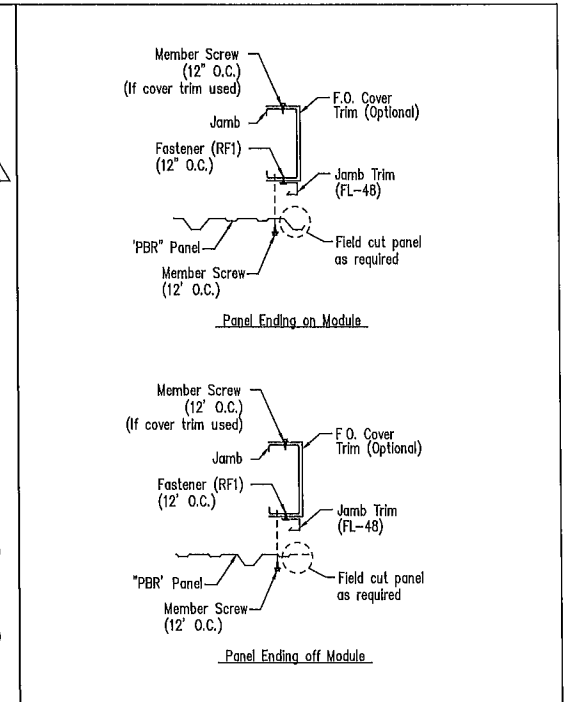 Member Screw
(12" O.C.)
(If cover trim used)
F.O. Cover
Trim (Optional)
Jamb
Fastener (RF1)
(12" O.C.)
Jamb Trim
(FL-48)
'PBR" Panel
Field cut panel
as required
Member Screw
(12' O.C.)
Panel Ending on Module
Member Screw
(12' O.C.)
(If cover trim used)
F O. Cover
Trim (Optional)
Jamb
Fastener (RF1)
(12' O.C.)
Jamb Trim
(FL-48)
"PBR' Panel
Field cut panel
as required
Member Screw
(12' O.C.)
Panel Ending off Module